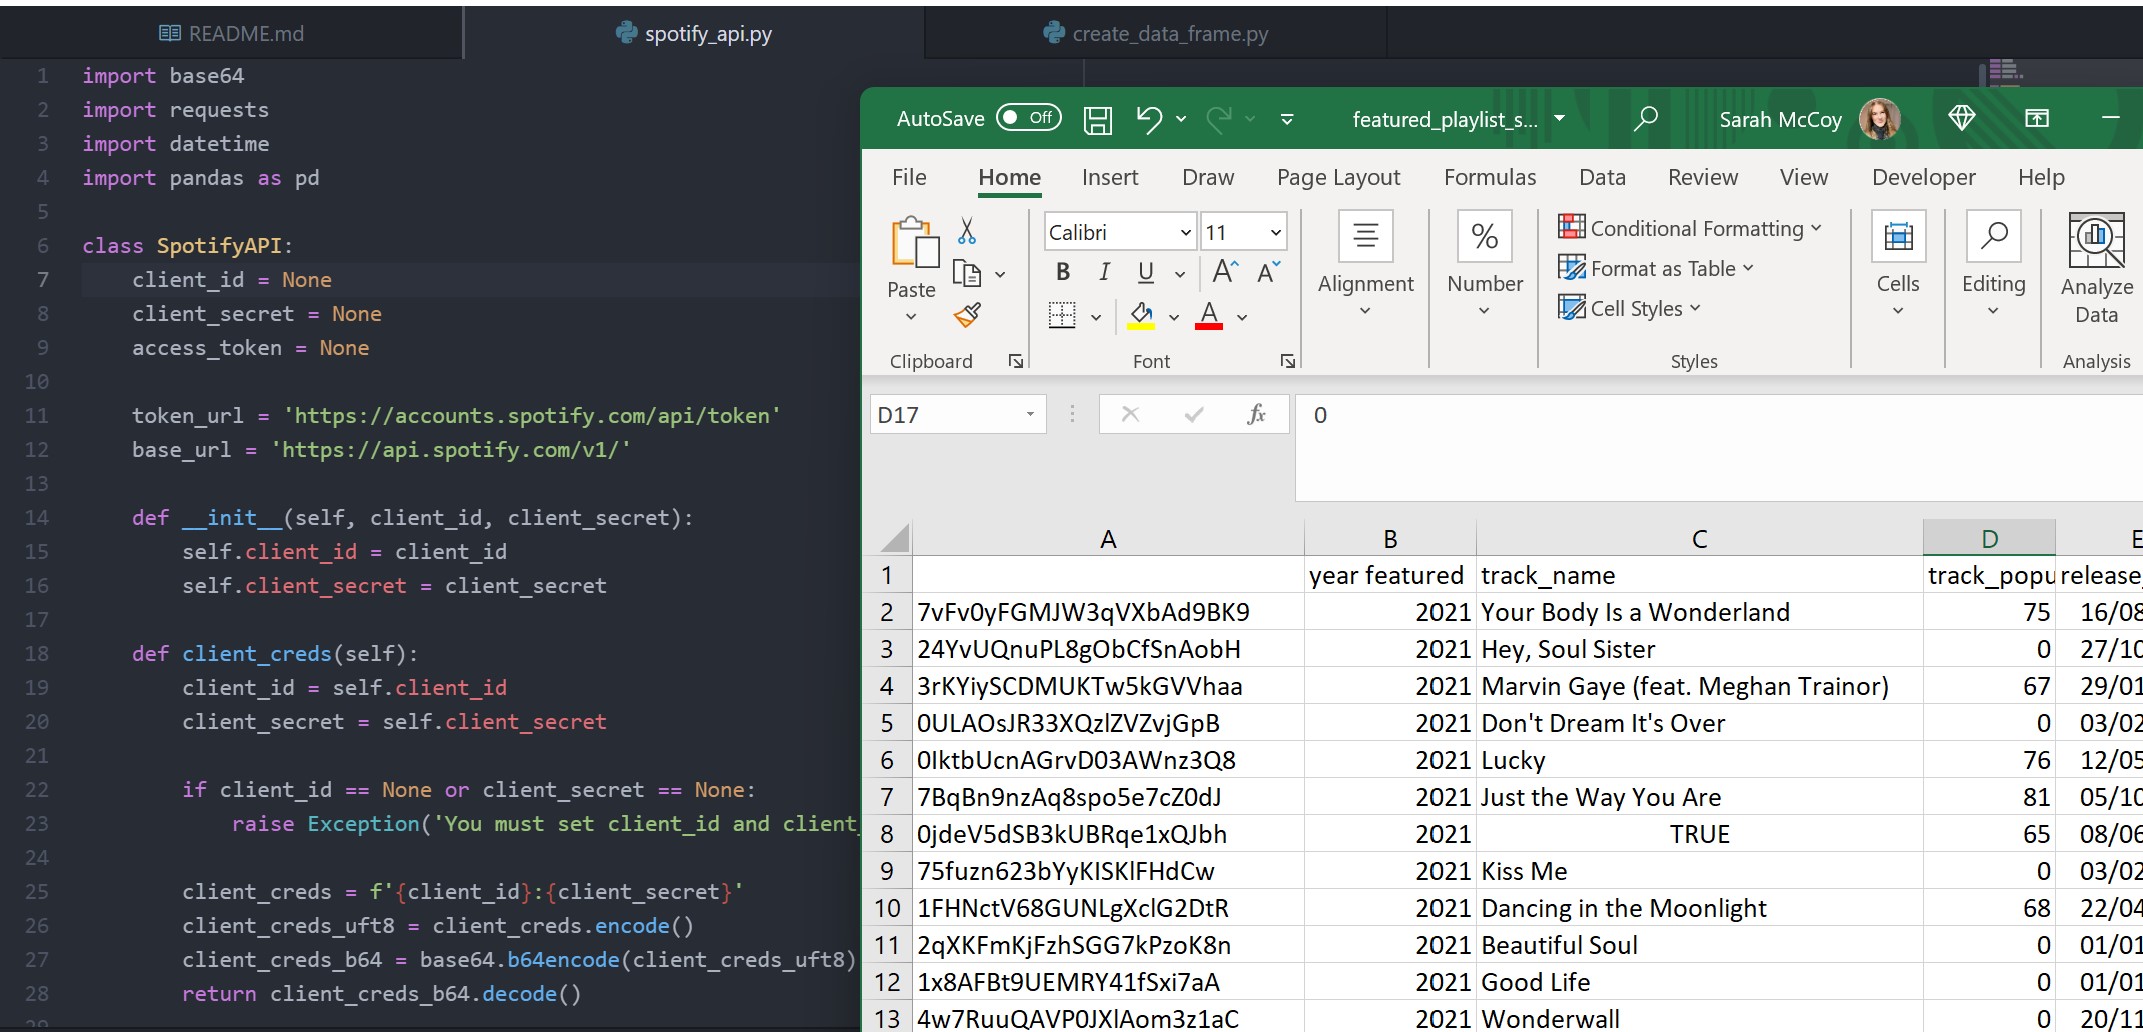 README.md
spotify_api.py
create_data_frame.py
1 import base64
2 import requests
3 import datetime
4 import pandas as pd
5
6 class SpotifyAPI:
7 client_id = None
8 client_secret = None
9 access_token = None
10
11 token_url = 'https://accounts.spotify.com/api/token'
12 base_url = 'https://api.spotify.com/v1/'
13
14 def __init__(self, client_id, client_secret):
15 self.client_id = client_id
16 self.client_secret = client_secret
17
18 def client_creds(self):
19 client_id = self.client_id
20 client_secret = self.client_secret
21
22 if client_id == None or client_secret == None:
23 raise Exception('You must set client_id and client_
24
25 client_creds = f'{client_id}:{client_secret}'
26 client_creds_uft8 = client_creds.encode()
27 client_creds_b64 = base64.b64encode(client_creds_uft8)
28 return client_creds_b64.decode()
29
AutoSave Off featured_playlist_s... Sarah McCoy
File Home Insert Draw Page Layout Formulas Data Review View Developer Help
Paste
Clipboard
Calibri 11
B I U A A
A
Font
Alignment
%
Number
Conditional Formatting
Format as Table
Cell Styles
Styles
Cells
Editing
Analyze
Data
Analysis
D17 fx 0
A B C D E
1 year featured track_name track_popu release_
2 7vFv0yFGMJW3qVXbAd9BK9 2021 Your Body Is a Wonderland 75 16/08
3 24YvUQnuPL8gObCfSnAobH 2021 Hey, Soul Sister 0 27/10
4 3rKYiySCDMUKTw5kGVVhaa 2021 Marvin Gaye (feat. Meghan Trainor) 67 29/01
5 0ULAOsJR33XQzlZVZvjGpB 2021 Don't Dream It's Over 0 03/02
6 0IktbUcnAGrvD03AWnz3Q8 2021 Lucky 76 12/05
7 7BqBn9nzAq8spo5e7cZ0dJ 2021 Just the Way You Are 81 05/10
8 0jdeV5dSB3kUBRqe1xQJbh 2021 TRUE 65 08/06
9 75fuzn623bYyKISKlFHdCw 2021 Kiss Me 0 03/02
10 1FHNctV68GUNLgXclG2DtR 2021 Dancing in the Moonlight 68 22/04
11 2qXKFmKjFzhSGG7kPzoK8n 2021 Beautiful Soul 0 01/01
12 1x8AFBt9UEMRY41fSxi7aA 2021 Good Life 0 01/01
13 4w7RuuQAVP0JXlAom3z1aC 2021 Wonderwall 0 20/11